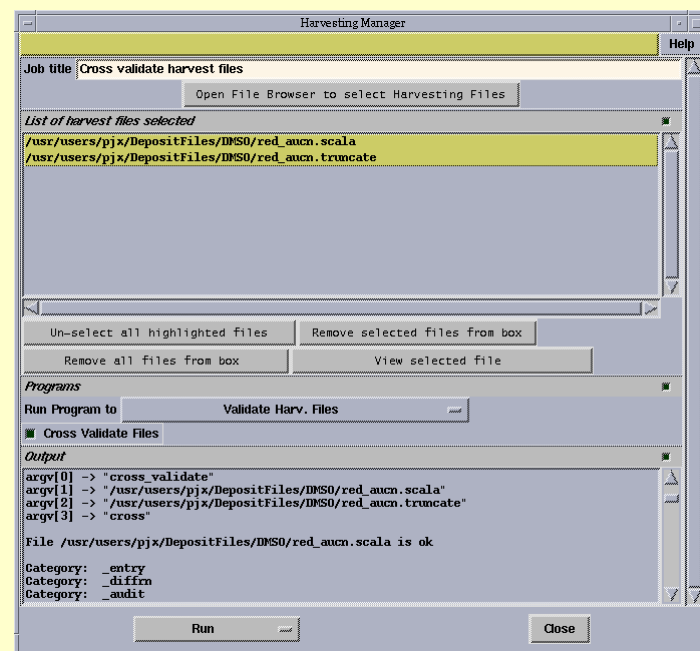 Harvesting Manager
Help
Job title Cross validate harvest files
Open File Browser to select Harvesting Files
List of harvest files selected
/usr/users/pjx/DepositFiles/DMSO/red_aucn.scala
/usr/users/pjx/DepositFiles/DMSO/red_aucn.truncate
Un-select all highlighted files Remove selected files from box
Remove all files from box View selected file
Programs
Run Program to Validate Harv. Files
Cross Validate Files
Output
argv[0] -> "cross_validate"
argv[1] -> "/usr/users/pjx/DepositFiles/DMSO/red_aucn.scala"
argv[2] -> "/usr/users/pjx/DepositFiles/DMSO/red_aucn.truncate"
argv[3] -> "cross"
File /usr/users/pjx/DepositFiles/DMSO/red_aucn.scala is ok
Category: _entry
Category: _diffrn
Category: _audit
Run Close